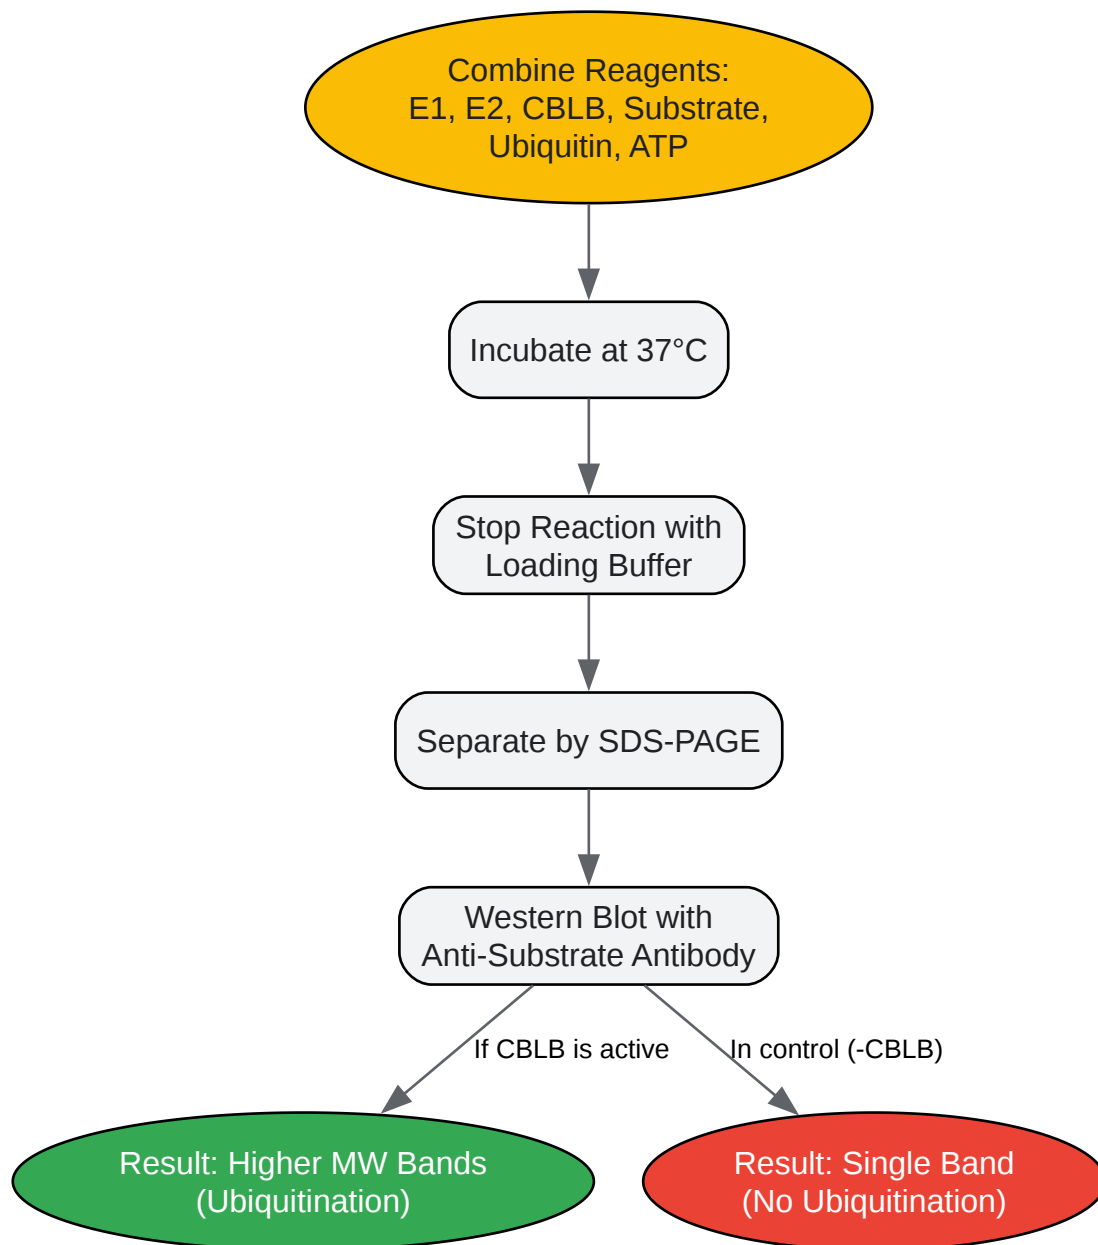 Combine Reagents:
E1, E2, CBLB, Substrate,
Ubiquitin, ATP
Incubate at 37°C
Stop Reaction with
Loading Buffer
Separate by SDS-PAGE
Western Blot with
Anti-Substrate Antibody
If CBLB is active
In control (-CBLB)
Result: Higher MW Bands
(Ubiquitination)
Result: Single Band
(No Ubiquitination)